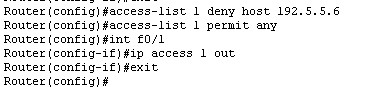 Router(config)#access-list 1 deny host 192.5.5.6
Router(config)#access-list 1 permit any
Router(config)#int f0/1
Router(config-if)#ip access 1 out
Router(config-if)#exit
Router(config)#